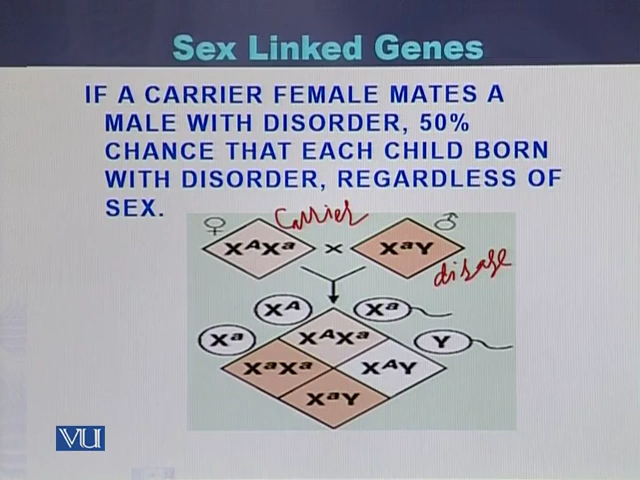 Sex Linked Genes
IF A CARRIER FEMALE MATES A
MALE WITH DISORDER, 50%
CHANCE THAT EACH CHILD BORN
WITH DISORDER, REGARDLESS OF
SEX.
♀ Carrier ♂
XᴬXᵃ × XᵃY
disease
Xᴬ Xᵃ
Xᵃ XᴬXᵃ Y
XᵃXᵃ XᴬY
XᵃY
VU